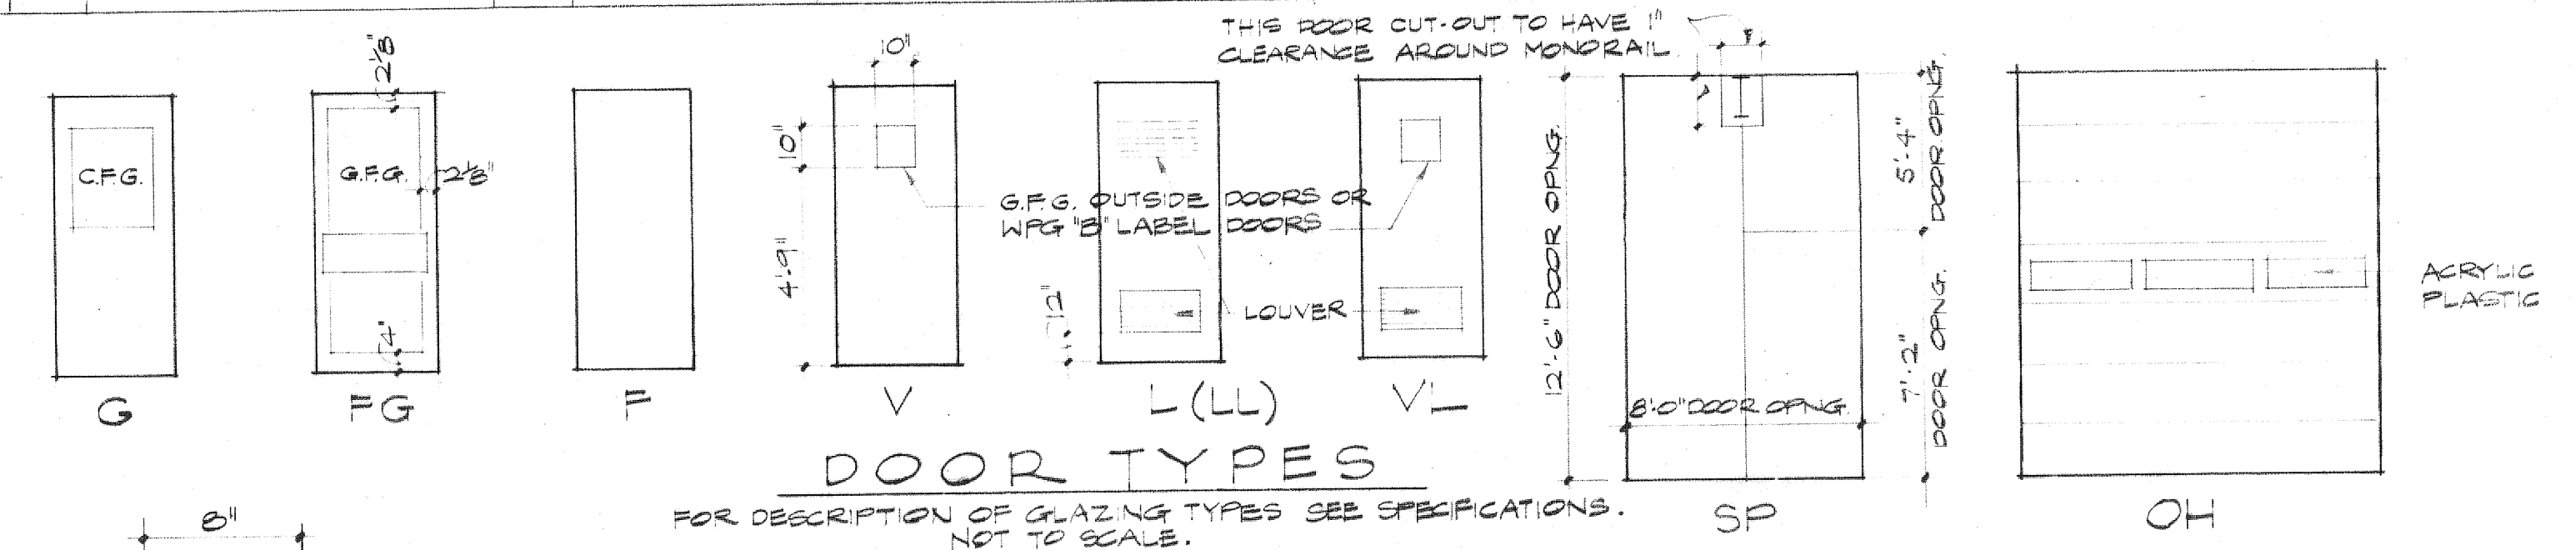 THIS DOOR CUT-OUT TO HAVE 1"
CLEARANCE AROUND MONORAIL
C.F.G.
G
2 1/8"
G.F.G.
2 1/8"
4"
FG
F
10"
10"
4'-9"
V
G.F.G. OUTSIDE DOORS OR
WPG "B" LABEL DOORS
12"
LOUVER
L (LL)
VL
12'-6" DOOR OPNG.
8'-0" DOOR OPNG.
5'-4"
DOOR OPNG.
7'-2"
DOOR OPNG.
SP
ACRYLIC
PLASTIC
OH
DOOR TYPES
FOR DESCRIPTION OF GLAZING TYPES SEE SPECIFICATIONS.
NOT TO SCALE.
8"